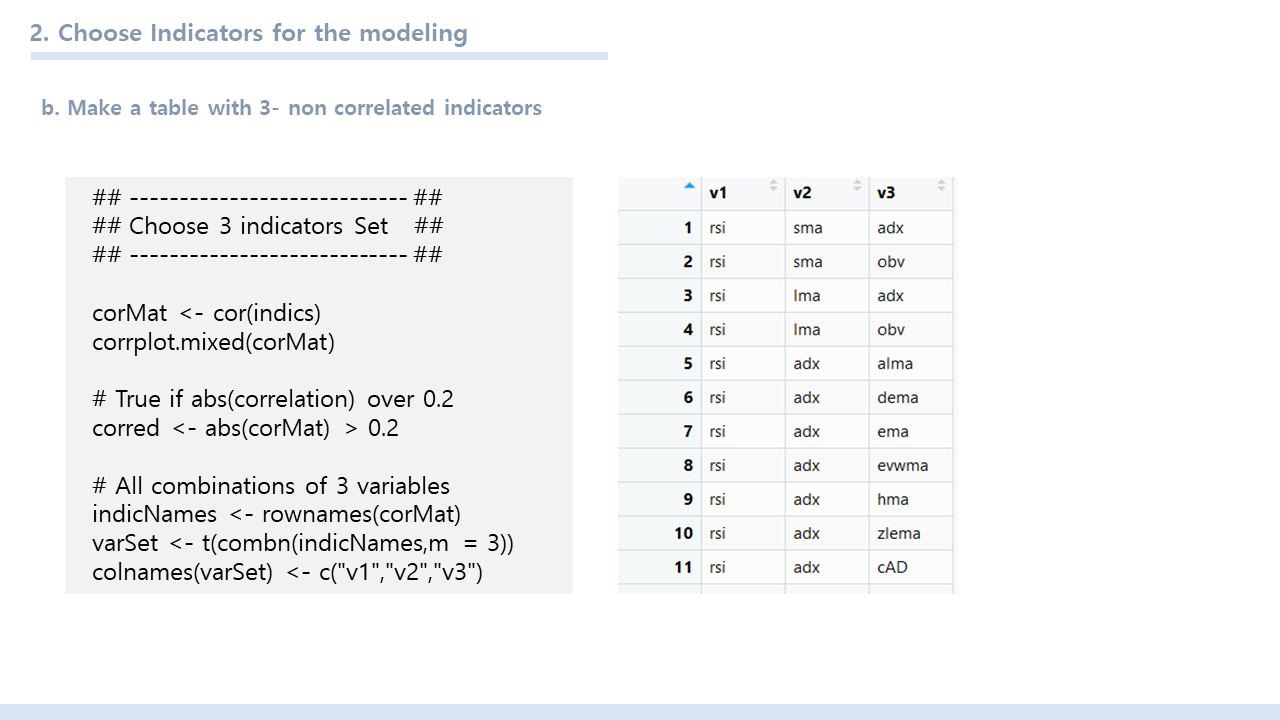 2. Choose Indicators for the modeling
b. Make a table with 3- non correlated indicators
## ---------------------------- ##
## Choose 3 indicators Set ##
## ---------------------------- ##
corMat <- cor(indics)
corrplot.mixed(corMat)
# True if abs(correlation) over 0.2
corred <- abs(corMat) > 0.2
# All combinations of 3 variables
indicNames <- rownames(corMat)
varSet <- t(combn(indicNames,m = 3))
colnames(varSet) <- c("v1","v2","v3")
v1 v2 v3
1 rsi sma adx
2 rsi sma obv
3 rsi lma adx
4 rsi lma obv
5 rsi adx alma
6 rsi adx dema
7 rsi adx ema
8 rsi adx evwma
9 rsi adx hma
10 rsi adx zlema
11 rsi adx cAD